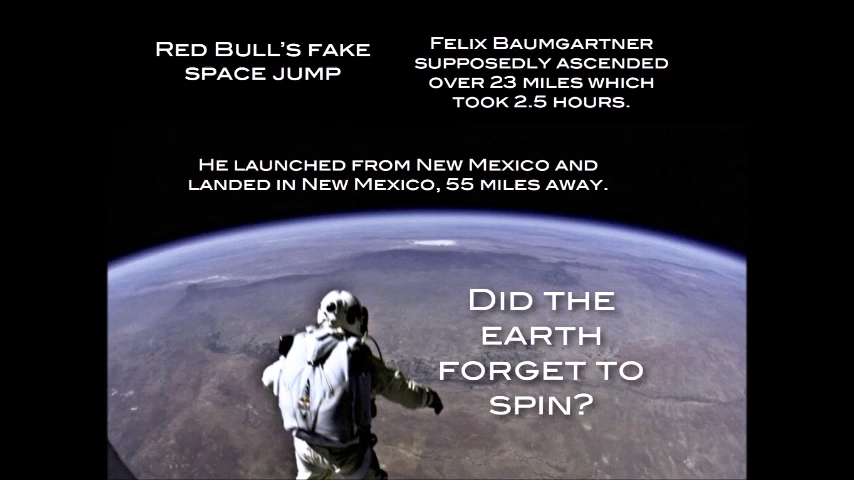 Red Bull's fake
space jump
Felix Baumgartner
supposedly ascended
over 23 miles which
took 2.5 hours.
He launched from New Mexico and
landed in New Mexico, 55 miles away.
Did the
earth
forget to
spin?